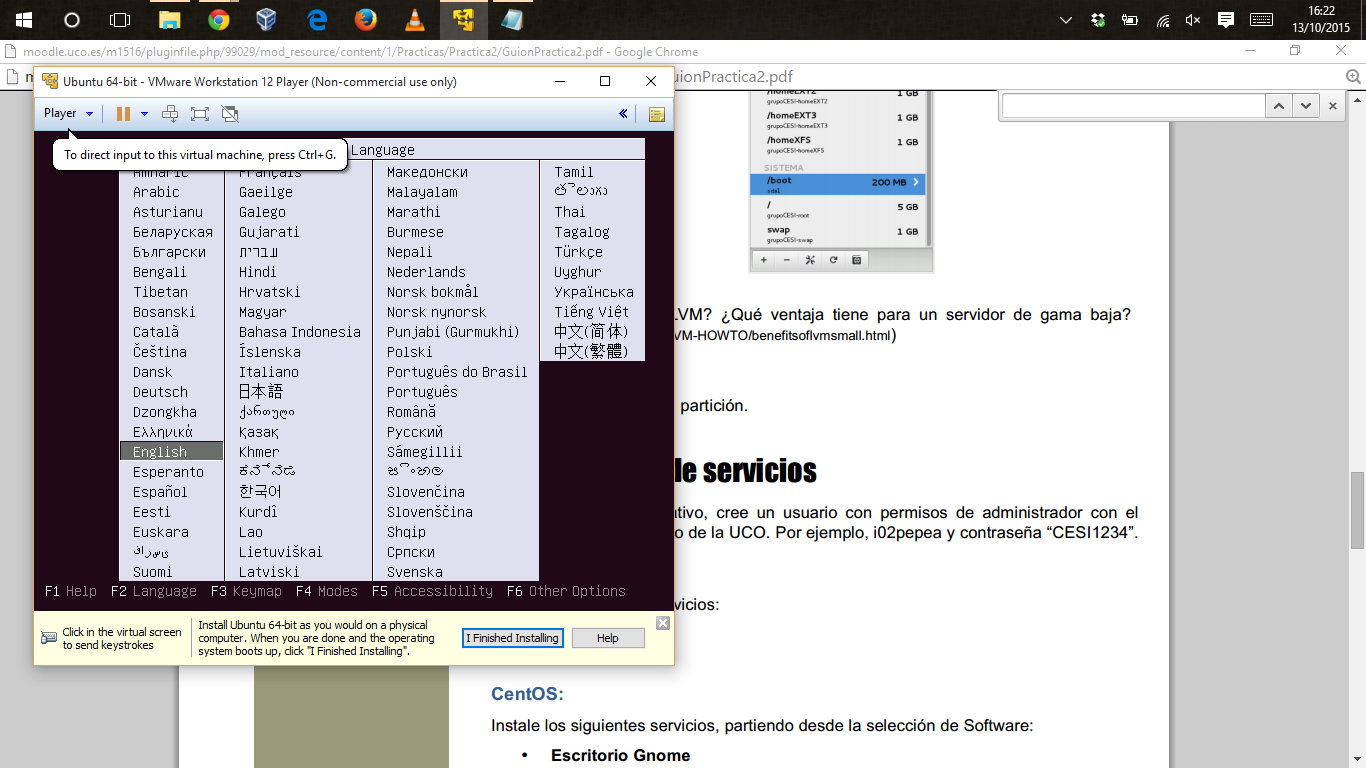 16:22
13/10/2015
moodle.uco.es/m1516/pluginfile.php/99029/mod_resource/content/1/Practicas/Practica2/GuionPractica2.pdf - Google Chrome
uionPractica2.pdf
Ubuntu 64-bit - VMware Workstation 12 Player (Non-commercial use only)
Player
To direct input to this virtual machine, press Ctrl+G.
Language
Amharic
Arabic
Asturianu
Беларуская
Български
Bengali
Tibetan
Bosanski
Català
Čeština
Dansk
Deutsch
Dzongkha
Ελληνικά
English
Esperanto
Español
Eesti
Euskara
Suomi
Français
Gaeilge
Galego
Gujarati
עברית
Hindi
Hrvatski
Magyar
Bahasa Indonesia
Íslenska
Italiano
日本語
ქართული
Қазақ
Khmer
ಕನ್ನಡ
한국어
Kurdî
Lao
Lietuviškai
Latviski
Македонски
Malayalam
Marathi
Burmese
Nepali
Nederlands
Norsk bokmål
Norsk nynorsk
Punjabi (Gurmukhi)
Polski
Português do Brasil
Português
Română
Русский
Sámegillii
සිංහල
Slovenčina
Slovenščina
Shqip
Српски
Svenska
Tamil
తెలుగు
Thai
Tagalog
Türkçe
Uyghur
Українська
Tiếng Việt
中文(简体)
中文(繁體)
F1 Help F2 Language F3 Keymap F4 Modes F5 Accessibility F6 Other Options
Click in the virtual screen
to send keystrokes
Install Ubuntu 64-bit as you would on a physical
computer. When you are done and the operating
system boots up, click "I Finished Installing".
I Finished Installing
Help
/homeEXT2 1 GB
grupoCESI-homeEXT2
/homeEXT3 1 GB
grupoCESI-homeEXT3
/homeXFS 1 GB
grupoCESI-homeXFS
SISTEMA
/boot 200 MB
sda1
/ 5 GB
grupoCESI-root
swap 1 GB
grupoCESI-swap
LVM? ¿Qué ventaja tiene para un servidor de gama baja?
VM-HOWTO/benefitsoflvmsmall.html)
partición.
de servicios
tivo, cree un usuario con permisos de administrador con el
o de la UCO. Por ejemplo, i02pepea y contraseña “CESI1234”.
vicios:
CentOS:
Instale los siguientes servicios, partiendo desde la selección de Software:
• Escritorio Gnome